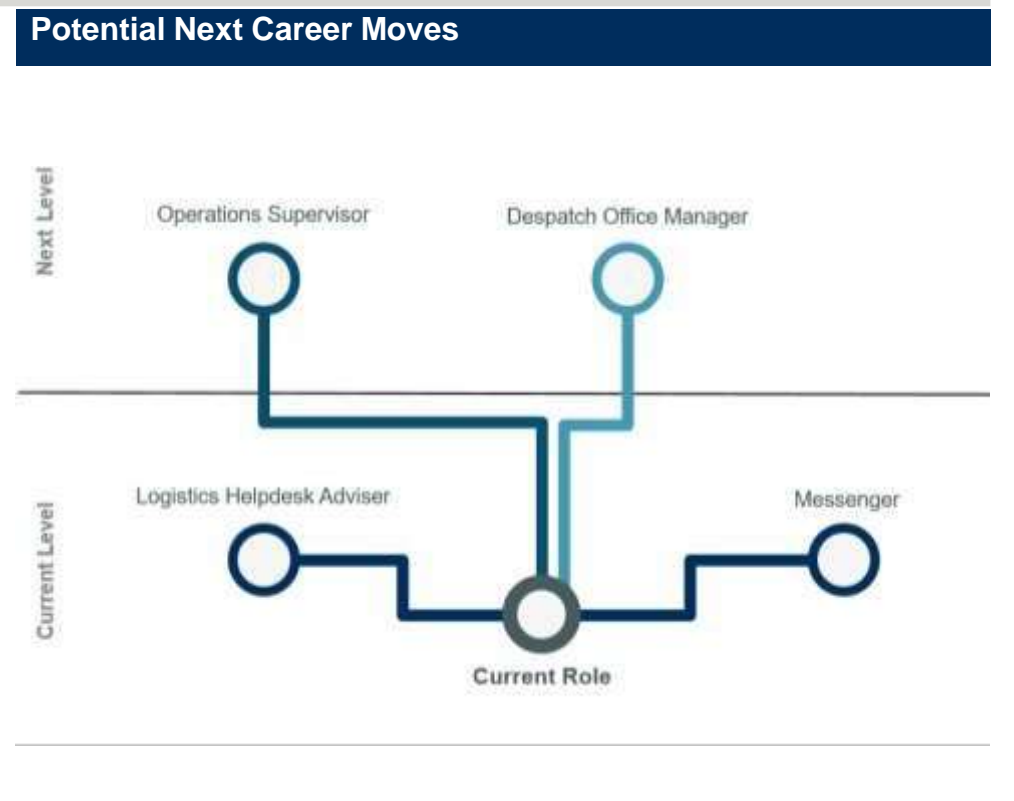 Potential Next Career Moves
Next Level
Operations Supervisor
Despatch Office Manager
Current Level
Logistics Helpdesk Adviser
Messenger
Current Role